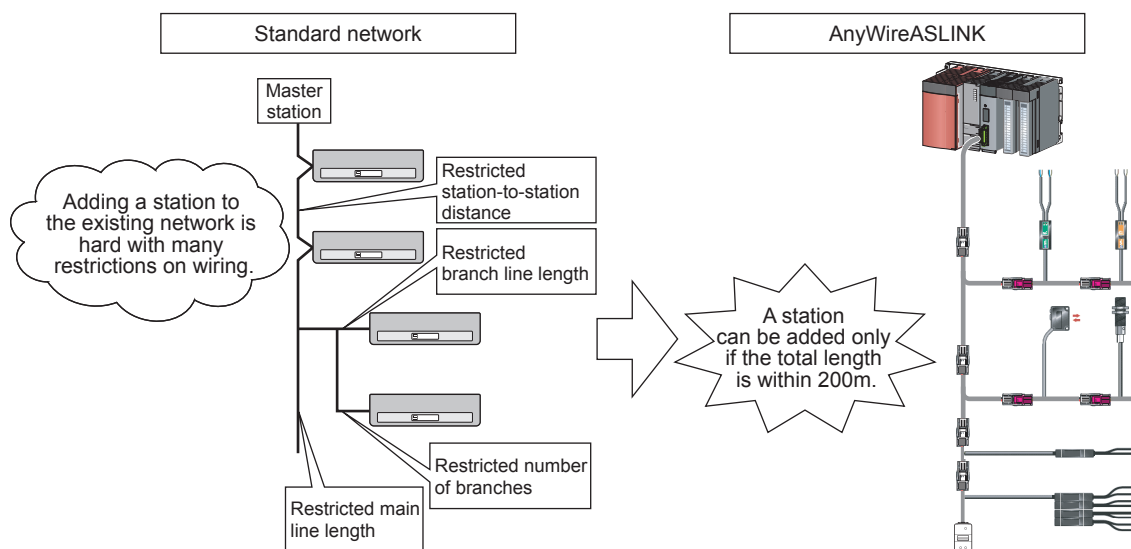 Standard network
Master
station
Adding a station to
the existing network is
hard with many
restrictions on wiring.
Restricted
station-to-station
distance
Restricted
branch line length
Restricted number
of branches
Restricted main
line length
AnyWireASLINK
A station
can be added only
if the total length
is within 200m.